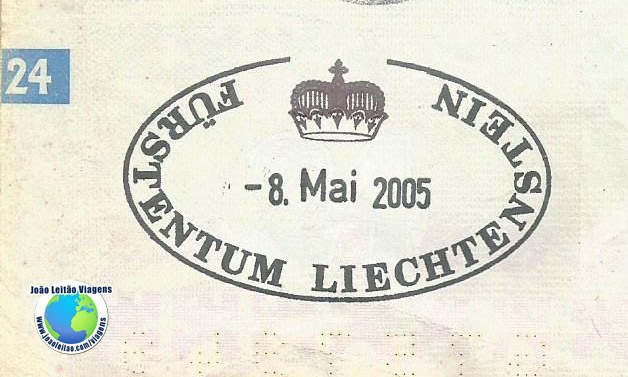 24
FÜRSTENTUM LIECHTENSTEIN
-8. Mai 2005
João Leitão Viagens
www.joaoleitao.com/viagens